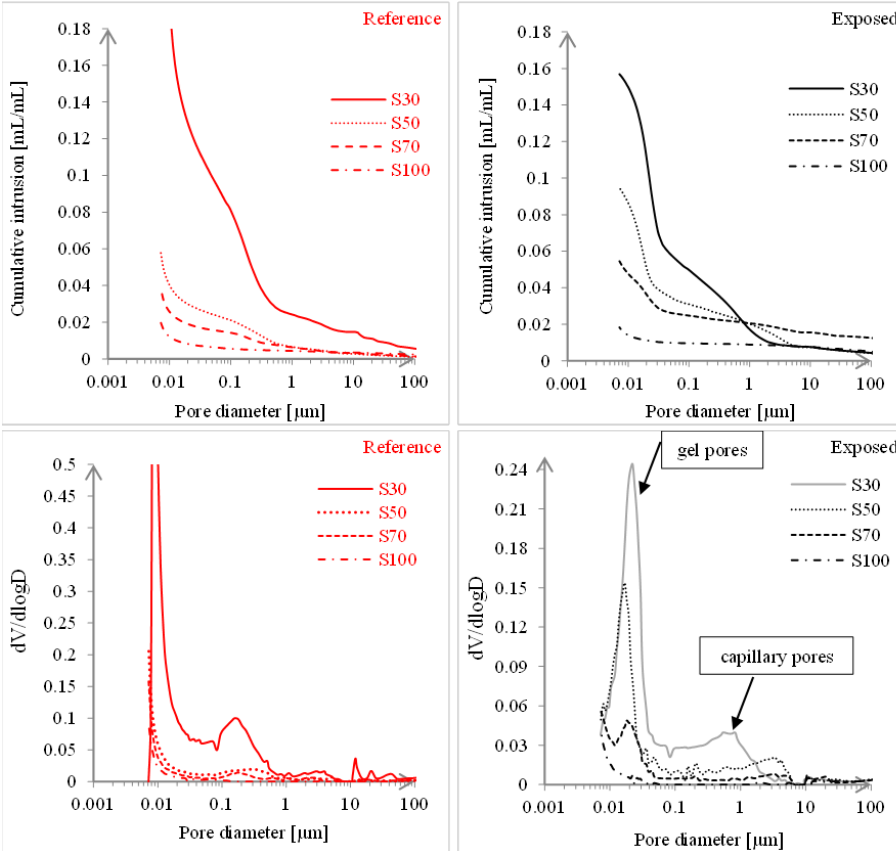 Reference
0.18
0.16
0.14
0.12
0.1
0.08
0.06
0.04
0.02
0
Cumulative intrusion [mL/mL]
S30
S50
S70
S100
0.001 0.01 0.1 1 10 100
Pore diameter [µm]
Exposed
0.18
0.16
0.14
0.12
0.1
0.08
0.06
0.04
0.02
0
Cumulative intrusion [mL/mL]
S30
S50
S70
S100
0.001 0.01 0.1 1 10 100
Pore diameter [µm]
Reference
0.5
0.45
0.4
0.35
0.3
0.25
0.2
0.15
0.1
0.05
0
dV/dlogD
S30
S50
S70
S100
0.001 0.01 0.1 1 10 100
Pore diameter [µm]
Exposed
gel pores
0.24
0.21
0.18
0.15
0.12
0.09
0.06
0.03
0.00
dV/dlogD
S30
S50
S70
S100
capillary pores
0.001 0.01 0.1 1 10 100
Pore diameter [µm]